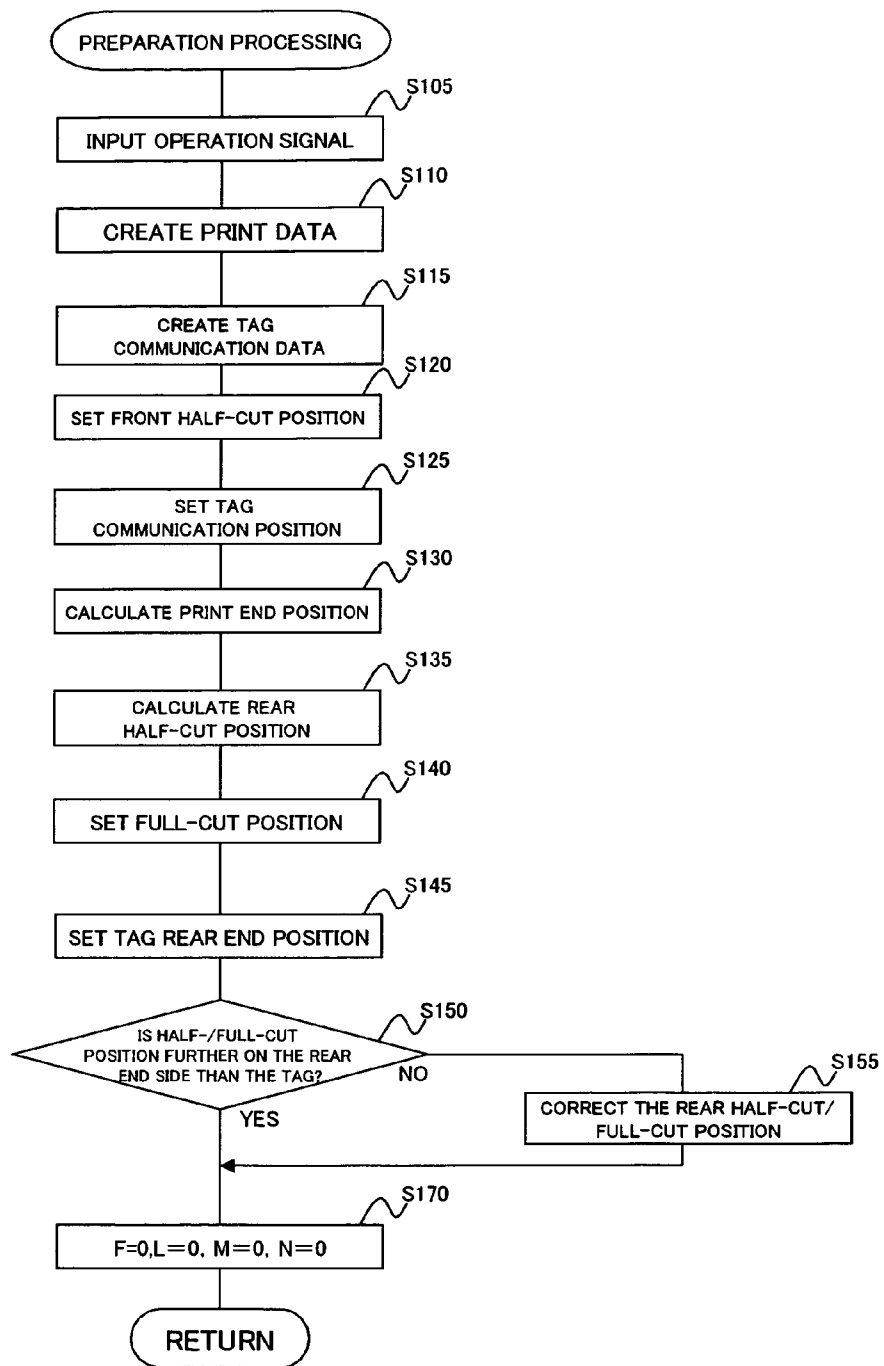 PREPARATION PROCESSING
S105
INPUT OPERATION SIGNAL
S110
CREATE PRINT DATA
S115
CREATE TAG
COMMUNICATION DATA
S120
SET FRONT HALF-CUT POSITION
S125
SET TAG
COMMUNICATION POSITION
S130
CALCULATE PRINT END POSITION
S135
CALCULATE REAR
HALF-CUT POSITION
S140
SET FULL-CUT POSITION
S145
SET TAG REAR END POSITION
S150
IS HALF-/FULL-CUT
POSITION FURTHER ON THE REAR
END SIDE THAN THE TAG?
NO
YES
S155
CORRECT THE REAR HALF-CUT/
FULL-CUT POSITION
S170
F=0,L=0, M=0, N=0
RETURN